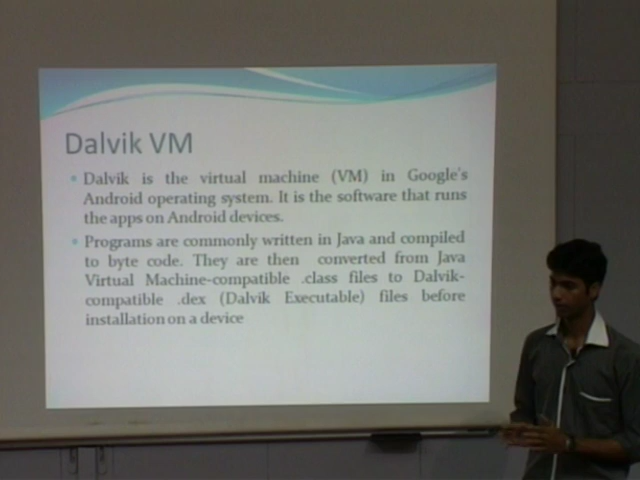 Dalvik VM
Dalvik is the virtual machine (VM) in Google's
Android operating system. It is the software that runs
the apps on Android devices.
Programs are commonly written in Java and compiled
to byte code. They are then converted from Java
Virtual Machine-compatible .class files to Dalvik-
compatible .dex (Dalvik Executable) files before
installation on a device